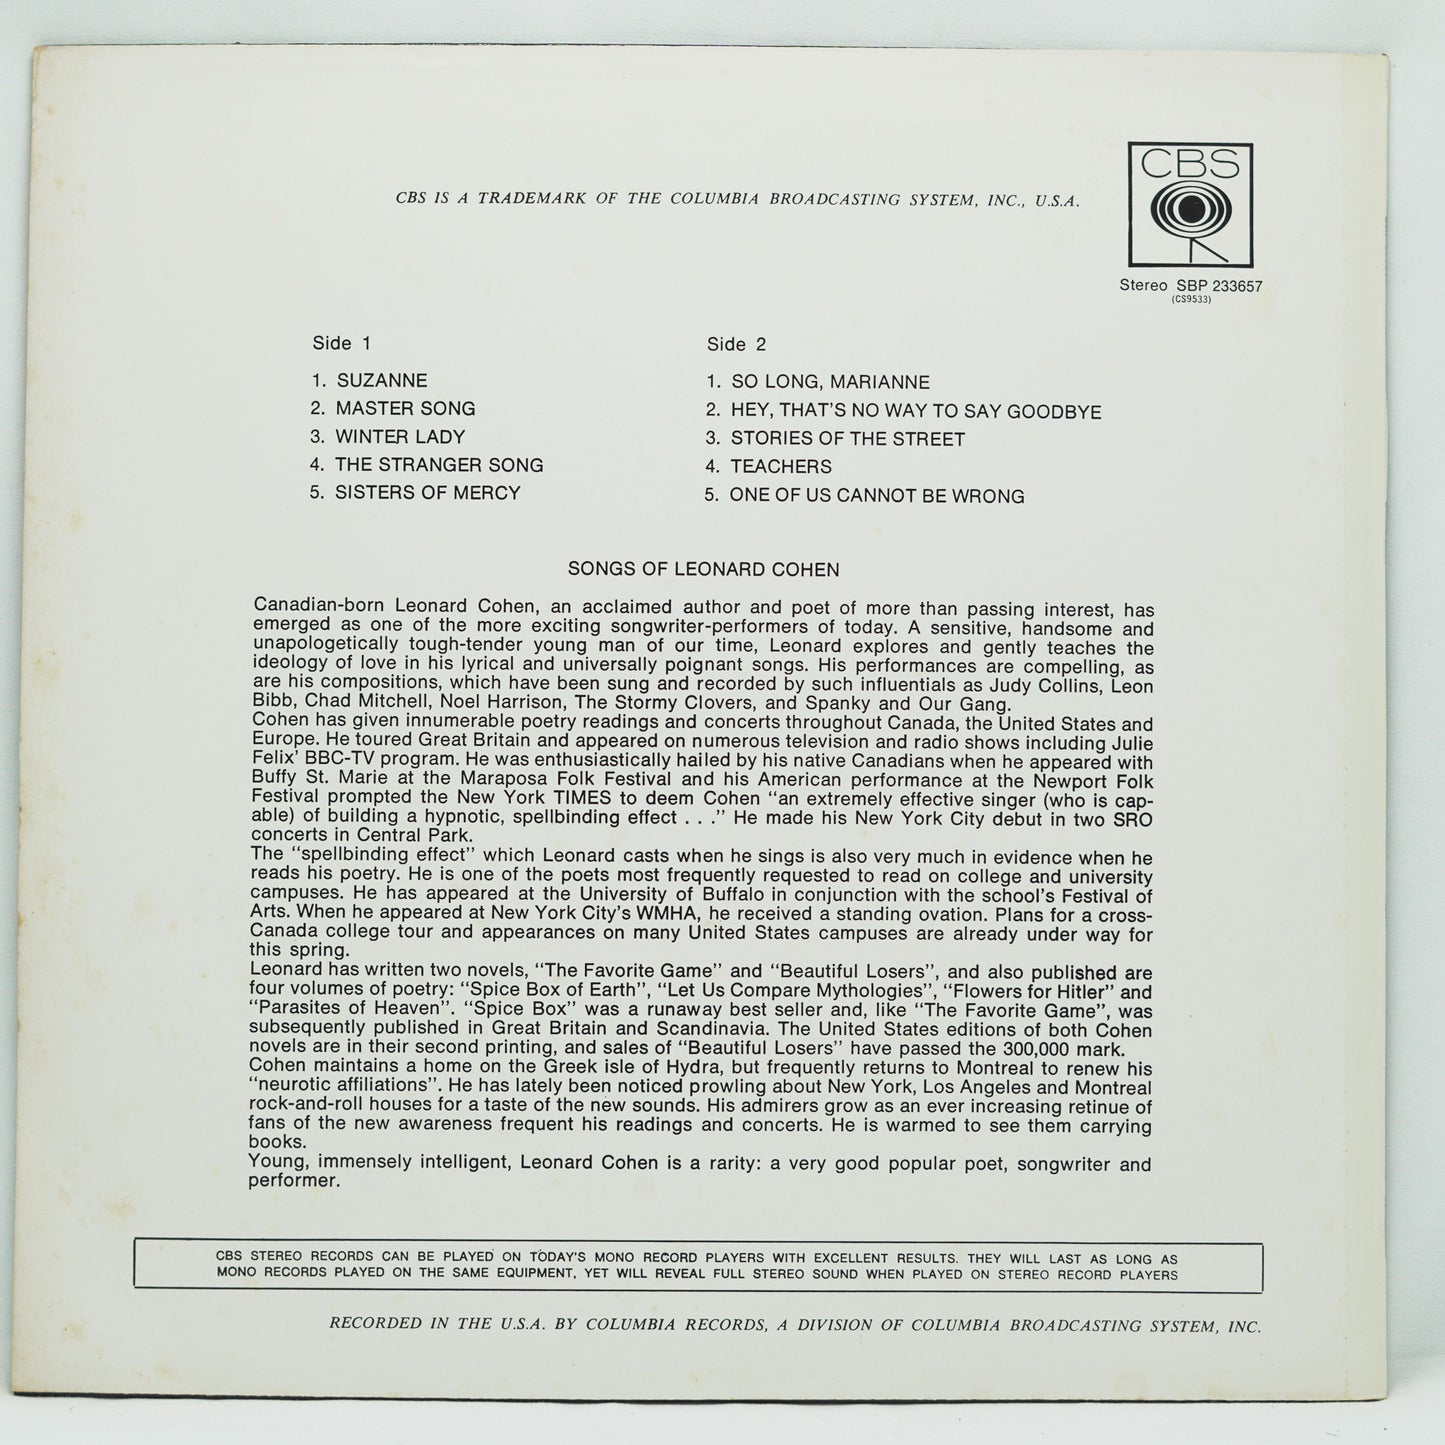 CBS IS A TRADEMARK OF THE COLUMBIA BROADCASTING SYSTEM, INC., U.S.A.
CBS
Stereo SBP 233657
(CS9533)
Side 1
1. SUZANNE
2. MASTER SONG
3. WINTER LADY
4. THE STRANGER SONG
5. SISTERS OF MERCY
Side 2
1. SO LONG, MARIANNE
2. HEY, THAT'S NO WAY TO SAY GOODBYE
3. STORIES OF THE STREET
4. TEACHERS
5. ONE OF US CANNOT BE WRONG
SONGS OF LEONARD COHEN
Canadian-born Leonard Cohen, an acclaimed author and poet of more than passing interest, has
emerged as one of the more exciting songwriter-performers of today. A sensitive, handsome and
unapologetically tough-tender young man of our time, Leonard explores and gently teaches the
ideology of love in his lyrical and universally poignant songs. His performances are compelling, as
are his compositions, which have been sung and recorded by such influentials as Judy Collins, Leon
Bibb, Chad Mitchell, Noel Harrison, The Stormy Clovers, and Spanky and Our Gang.
Cohen has given innumerable poetry readings and concerts throughout Canada, the United States and
Europe. He toured Great Britain and appeared on numerous television and radio shows including Julie
Felix' BBC-TV program. He was enthusiastically hailed by his native Canadians when he appeared with
Buffy St. Marie at the Maraposa Folk Festival and his American performance at the Newport Folk
Festival prompted the New York TIMES to deem Cohen "an extremely effective singer (who is cap-
able) of building a hypnotic, spellbinding effect . . ." He made his New York City debut in two SRO
concerts in Central Park.
The "spellbinding effect" which Leonard casts when he sings is also very much in evidence when he
reads his poetry. He is one of the poets most frequently requested to read on college and university
campuses. He has appeared at the University of Buffalo in conjunction with the school's Festival of
Arts. When he appeared at New York City's WMHA, he received a standing ovation. Plans for a cross-
Canada college tour and appearances on many United States campuses are already under way for
this spring.
Leonard has written two novels, "The Favorite Game" and "Beautiful Losers", and also published are
four volumes of poetry: "Spice Box of Earth", "Let Us Compare Mythologies", "Flowers for Hitler" and
"Parasites of Heaven". "Spice Box" was a runaway best seller and, like "The Favorite Game", was
subsequently published in Great Britain and Scandinavia. The United States editions of both Cohen
novels are in their second printing, and sales of "Beautiful Losers" have passed the 300,000 mark.
Cohen maintains a home on the Greek isle of Hydra, but frequently returns to Montreal to renew his
"neurotic affiliations". He has lately been noticed prowling about New York, Los Angeles and Montreal
rock-and-roll houses for a taste of the new sounds. His admirers grow as an ever increasing retinue of
fans of the new awareness frequent his readings and concerts. He is warmed to see them carrying
books.
Young, immensely intelligent, Leonard Cohen is a rarity: a very good popular poet, songwriter and
performer.
CBS STEREO RECORDS CAN BE PLAYED ON TODAY'S MONO RECORD PLAYERS WITH EXCELLENT RESULTS. THEY WILL LAST AS LONG AS
MONO RECORDS PLAYED ON THE SAME EQUIPMENT, YET WILL REVEAL FULL STEREO SOUND WHEN PLAYED ON STEREO RECORD PLAYERS
RECORDED IN THE U.S.A. BY COLUMBIA RECORDS, A DIVISION OF COLUMBIA BROADCASTING SYSTEM, INC.